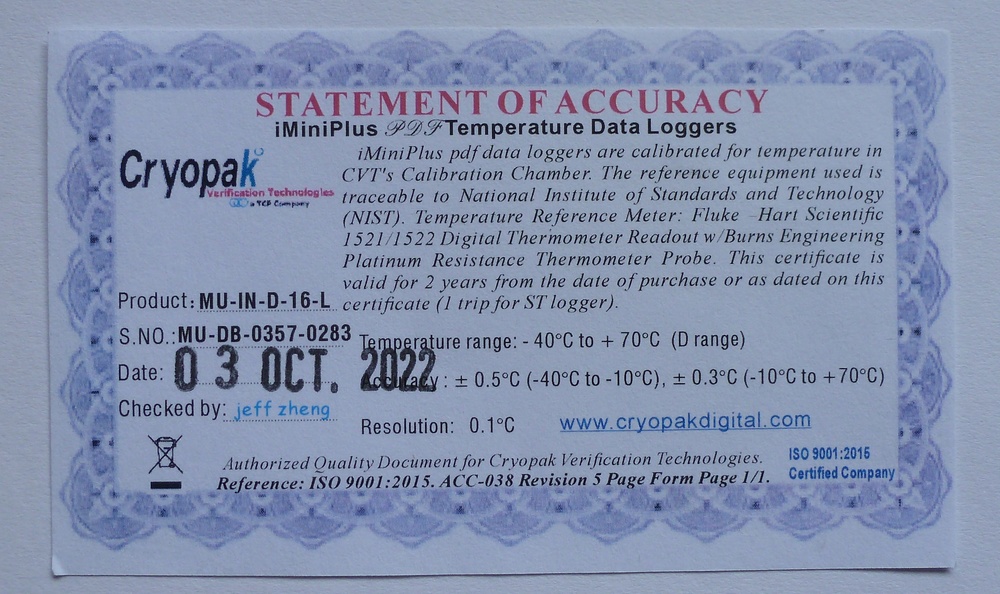 STATEMENT OF ACCURACY
iMiniPlus PDF Temperature Data Loggers
Cryopak
Verification Technologies
a TCP Company
iMiniPlus pdf data loggers are calibrated for temperature in
CVT's Calibration Chamber. The reference equipment used is
traceable to National Institute of Standards and Technology
(NIST). Temperature Reference Meter: Fluke -Hart Scientific
1521/1522 Digital Thermometer Readout w/Burns Engineering
Platinum Resistance Thermometer Probe. This certificate is
valid for 2 years from the date of purchase or as dated on this
certificate (1 trip for ST logger).
Product: MU-IN-D-16-L
S.NO.: MU-DB-0357-0283
Date: 03 OCT. 2022
Checked by: jeff zheng
Temperature range: - 40°C to + 70°C (D range)
Accuracy : ± 0.5°C (-40°C to -10°C), ± 0.3°C (-10°C to +70°C)
Resolution: 0.1°C
www.cryopakdigital.com
Authorized Quality Document for Cryopak Verification Technologies.
Reference: ISO 9001:2015. ACC-038 Revision 5 Page Form Page 1/1.
ISO 9001:2015
Certified Company